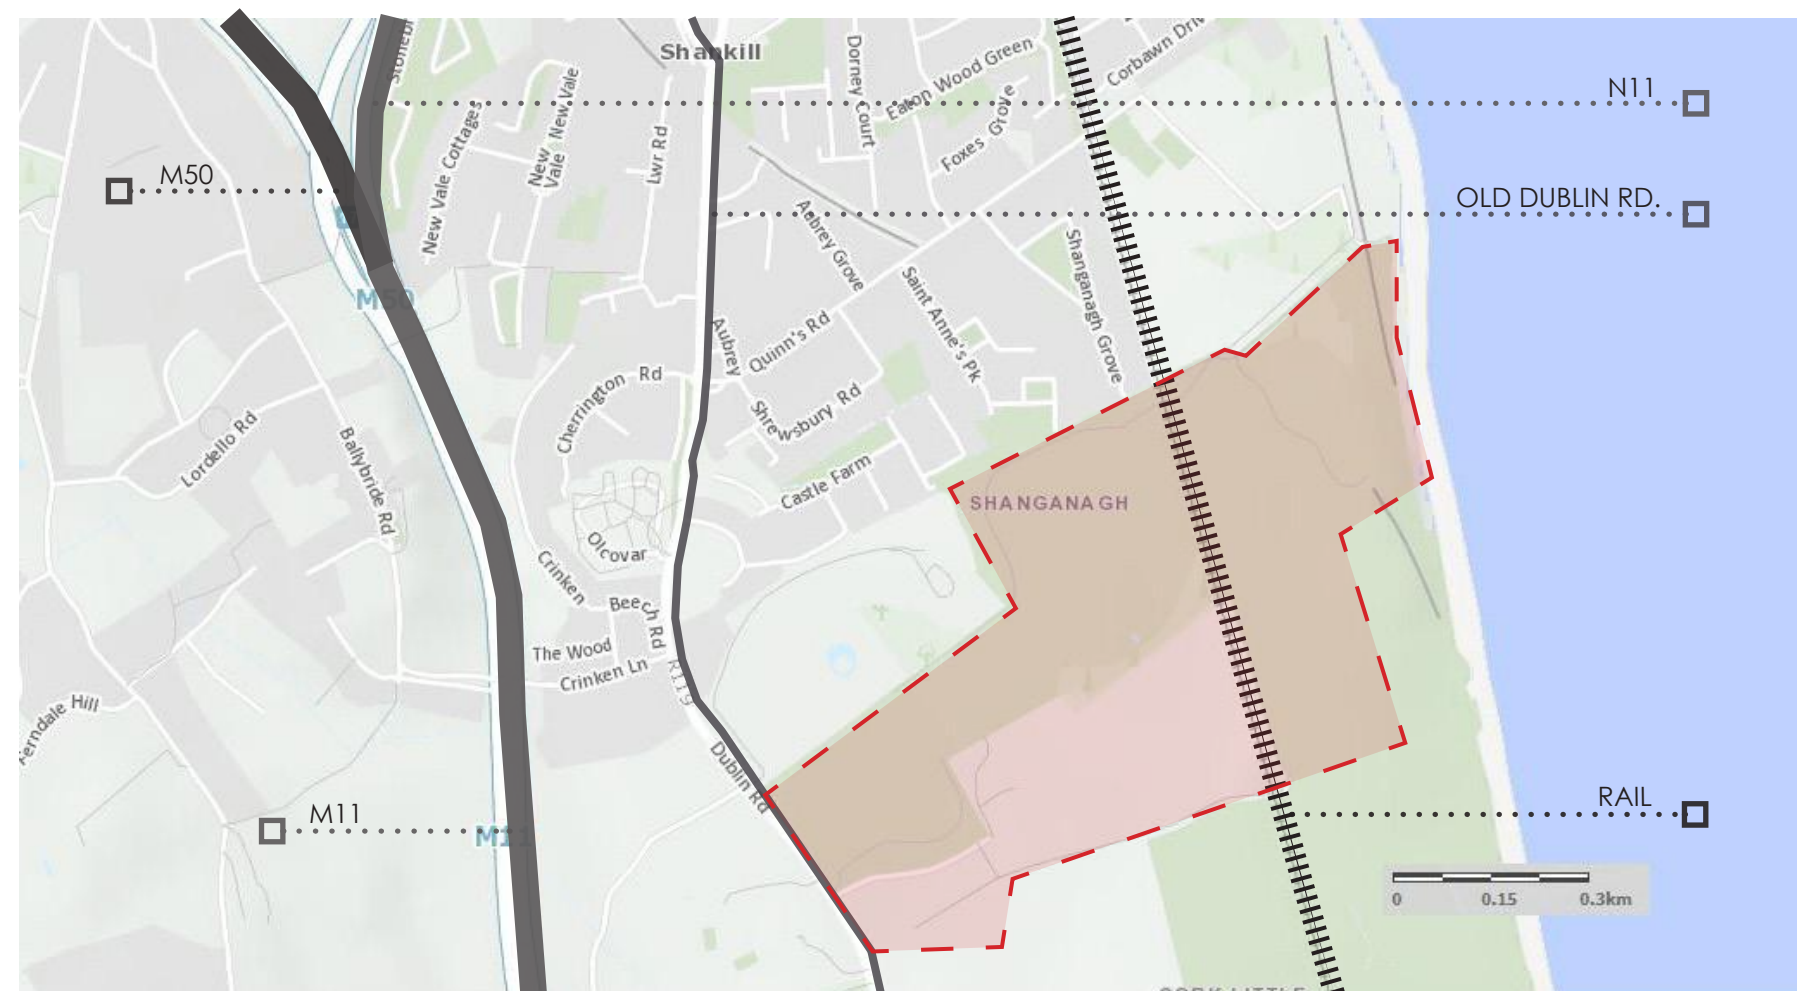 Shankill
N11
M50
OLD DUBLIN RD.
Dorney Court
Eaton Wood Green
Foxes Grove
New Vale Cottages
New Vale
New Vale
Lwr Rd
Aubrey Grove
Shanganagh Grove
Saint Anne's Pk
M50
Aubrey
Quinn's Rd
Cherrington Rd
Shrewsbury Rd
Lordello Rd
Ballybride Rd
Castle Farm
SHANGANAGH
Olcovar
Crinken
Beech Rd
The Wood
Crinken Ln
R119
Ferndale Hill
Dublin Rd
RAIL
M11
M11
0 0.15 0.3km